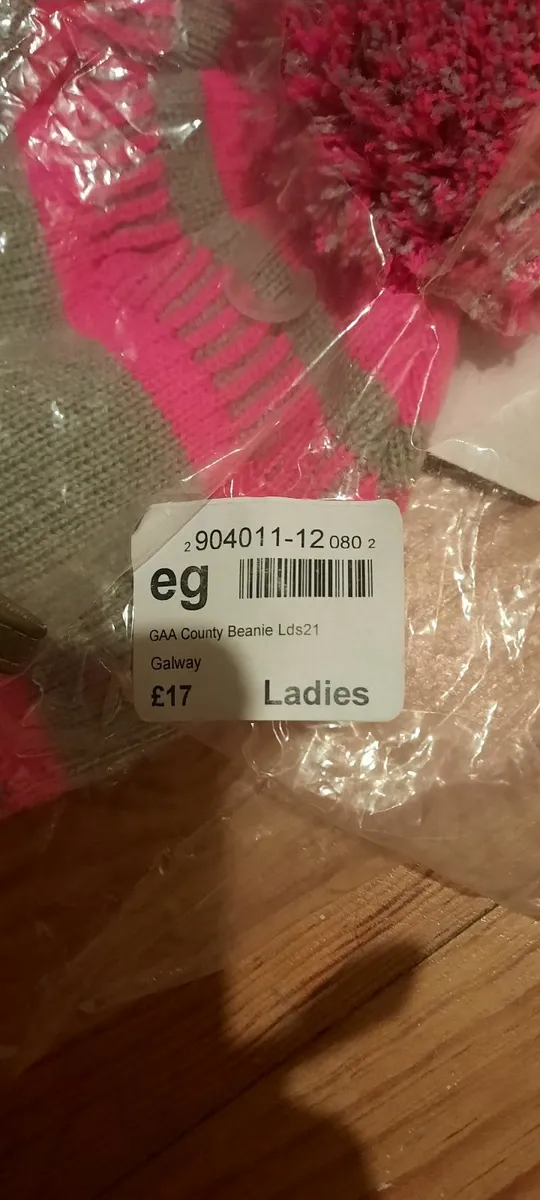 2 904011-12 080 2
eg
GAA County Beanie Lds21
Galway
£17 Ladies